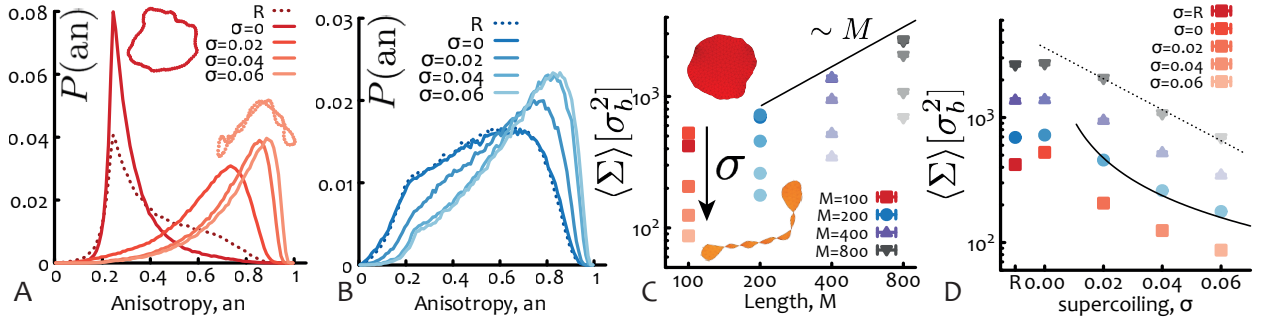 0.08
0.06
0.04
0.02
0
P(an)
R
σ=0
σ=0.02
σ=0.04
σ=0.06
0 0.2 0.4 0.6 0.8 1
A
Anisotropy, an
0.03
0.02
0.01
0
P(an)
R
σ=0
σ=0.02
σ=0.04
σ=0.06
0 0.2 0.4 0.6 0.8 1
B
Anisotropy, an
⟨Σ⟩[σ_b^2]
10^3
10^2
~ M
σ
M=100
M=200
M=400
M=800
100 200 400 800
C
Length, M
⟨Σ⟩[σ_b^2]
10^3
10^2
σ=R
σ=0
σ=0.02
σ=0.04
σ=0.06
R 0.00 0.02 0.04 0.06
D
supercoiling, σ